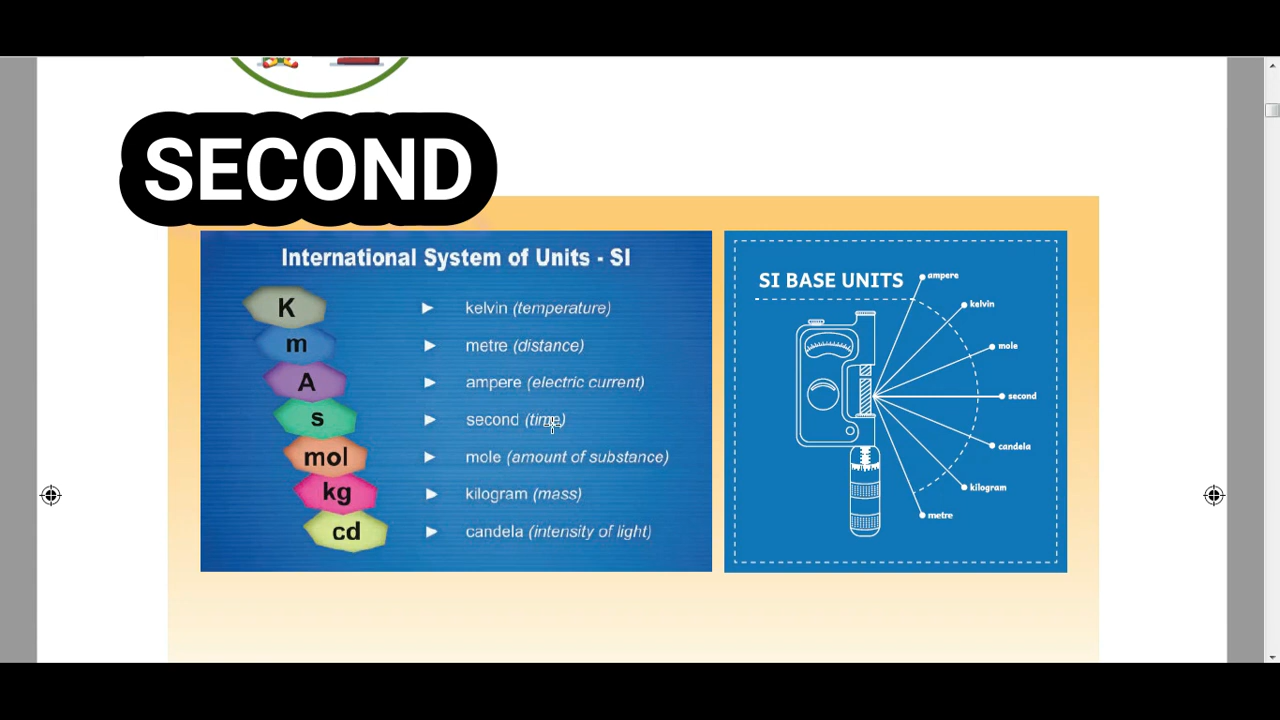 SECOND
International System of Units - SI
K ► kelvin (temperature)
m ► metre (distance)
A ► ampere (electric current)
s ► second (time)
mol ► mole (amount of substance)
kg ► kilogram (mass)
cd ► candela (intensity of light)
SI BASE UNITS
ampere
kelvin
mole
second
candela
kilogram
metre